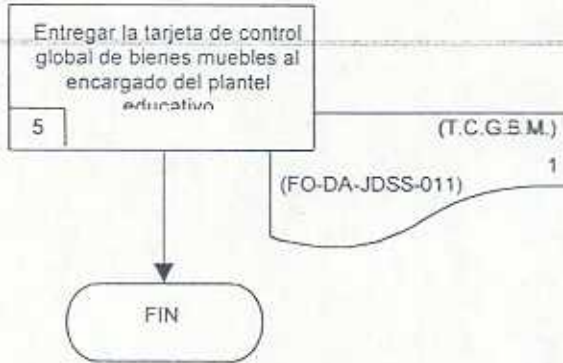 Entregar la tarjeta de control
global de bienes muebles al
encargado del plantel
educativo
5
(T.C.G.B.M.)
1
(FO-DA-JDSS-011)
FIN